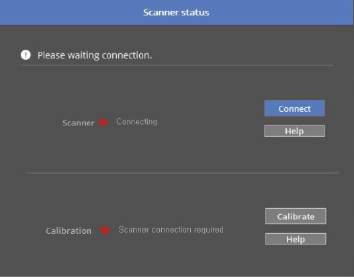 Scanner status
Please waiting connection.
Connect
Scanner Connecting
Help
Calibrate
Calibration Scanner connection required
Help